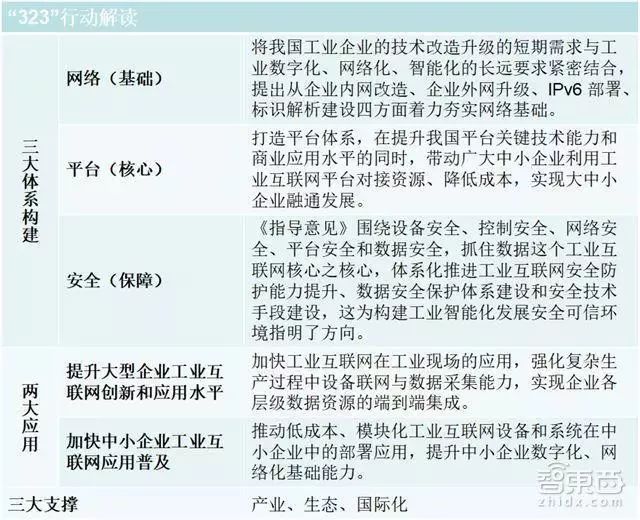 “323”行动解读
三大体系构建
网络（基础）
将我国工业企业的技术改造升级的短期需求与工
业数字化、网络化、智能化的长远要求紧密结合，
提出从企业内网改造、企业外网升级、IPv6 部署、
标识解析建设四方面着力夯实网络基础。
平台（核心）
打造平台体系，在提升我国平台关键技术能力和
商业应用水平的同时，带动广大中小企业利用工
业互联网平台对接资源、降低成本，实现大中小
企业融通发展。
安全（保障）
《指导意见》围绕设备安全、控制安全、网络安
全、平台安全和数据安全，抓住数据这个工业互
联网核心之核心，体系化推进工业互联网安全防
护能力提升、数据安全保护体系建设和安全技术
手段建设，这为构建工业智能化发展安全可信环
境指明了方向。
两大应用
提升大型企业工业互
联网创新和应用水平
加快工业互联网在工业现场的应用，强化复杂生
产过程中设备联网与数据采集能力，实现企业各
层级数据资源的端到端集成。
加快中小企业工业互
联网应用普及
推动低成本、模块化工业互联网设备和系统在中
小企业中的部署应用，提升中小企业数字化、网
络化基础能力。
三大支撑
产业、生态、国际化
智東西
zhidx.com